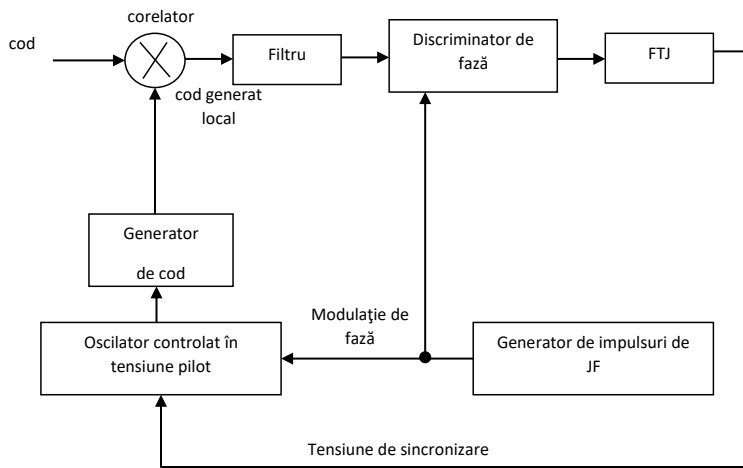 corelator
cod
Filtru
Discriminator de
fază
FTJ
cod generat
local
Generator
de cod
Modulaţie de
fază
Oscilator controlat în
tensiune pilot
Generator de impulsuri de
JF
Tensiune de sincronizare